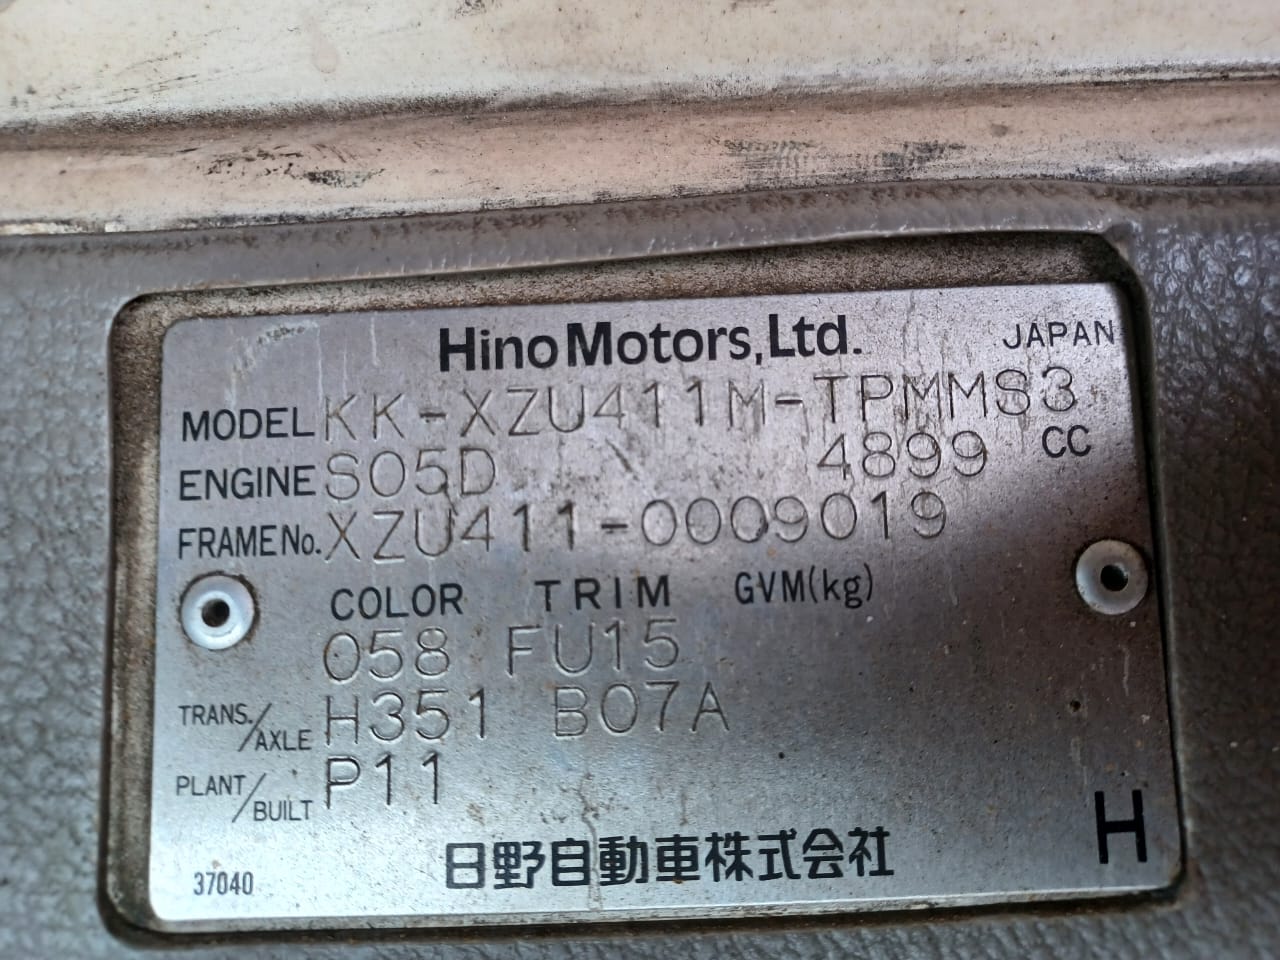 Hino Motors, Ltd. JAPAN
MODEL KK-XZU411M-TPMMS3
ENGINE S05D 4899 CC
FRAME No. XZU411-0009019
COLOR TRIM GVM(kg)
058 FU15
TRANS./AXLE H351 B07A
PLANT/BUILT P11
日野自動車株式会社
37040
H